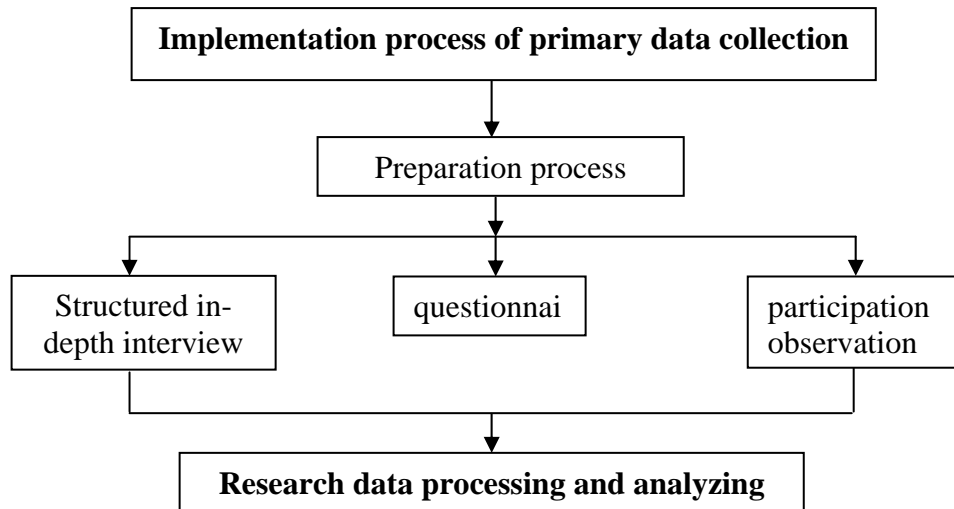 Implementation process of primary data collection
Preparation process
Structured in-
depth interview
questionnai
participation
observation
Research data processing and analyzing